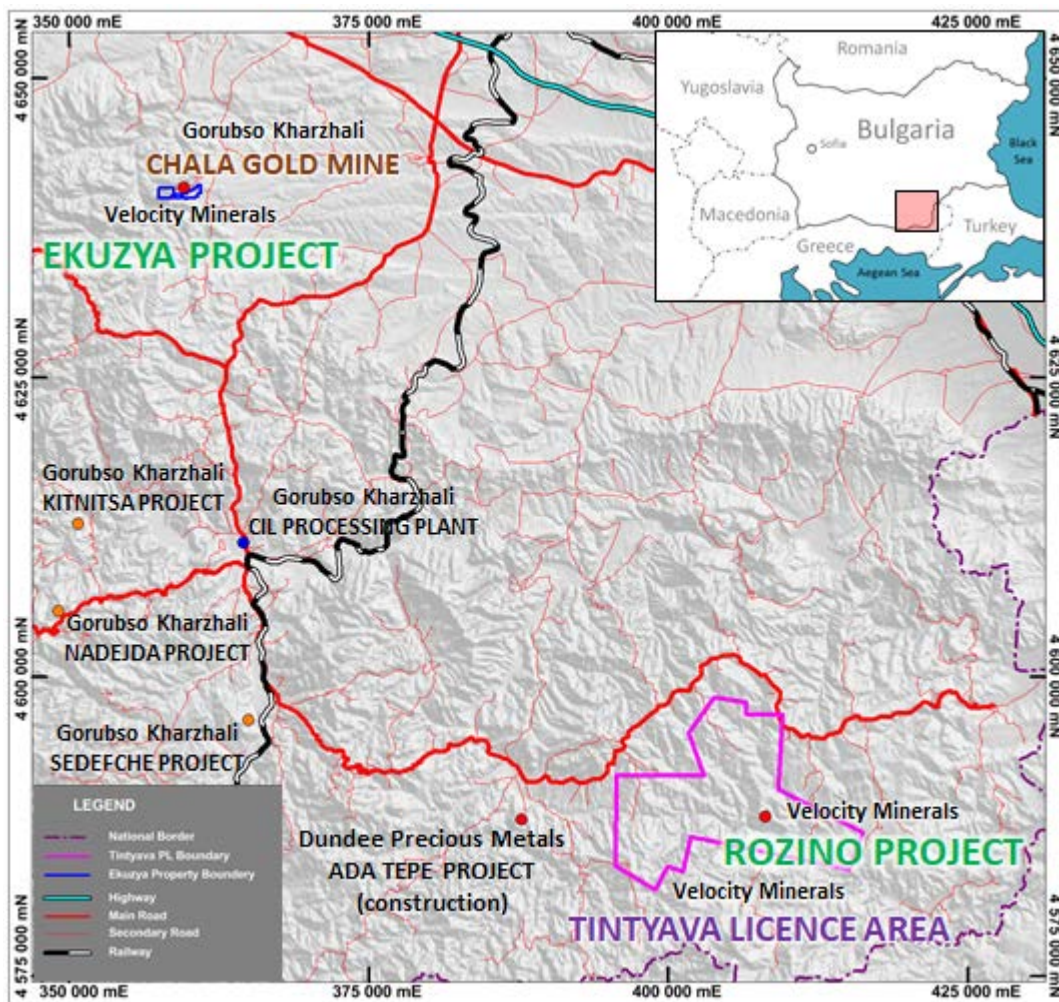 350 000 mE
375 000 mE
400 000 mE
425 000 mE
4 650 000 mN
4 650 000 mN
Romania
Yugoslavia
Bulgaria
Sofia
Black
Sea
Macedonia
Greece
Turkey
Aegean Sea
Gorubso Kharzhali
CHALA GOLD MINE
Velocity Minerals
EKUZYA PROJECT
4 625 000 mN
4 625 000 mN
Gorubso Kharzhali
KITNITSA PROJECT
Gorubso Kharzhali
CIL PROCESSING PLANT
Gorubso Kharzhali
NADEJDA PROJECT
4 600 000 mN
4 600 000 mN
Gorubso Kharzhali
SEDEFCHE PROJECT
LEGEND
National Border
Tintyava PL Boundary
Ekuzya Property Boundery
Highway
Main Road
Secondary Road
Railway
Dundee Precious Metals
ADA TEPE PROJECT
(construction)
Velocity Minerals
ROZINO PROJECT
Velocity Minerals
TINTYAVA LICENCE AREA
4 575 000 mN
4 575 000 mN
350 000 mE
375 000 mE
400 000 mE
425 000 mE